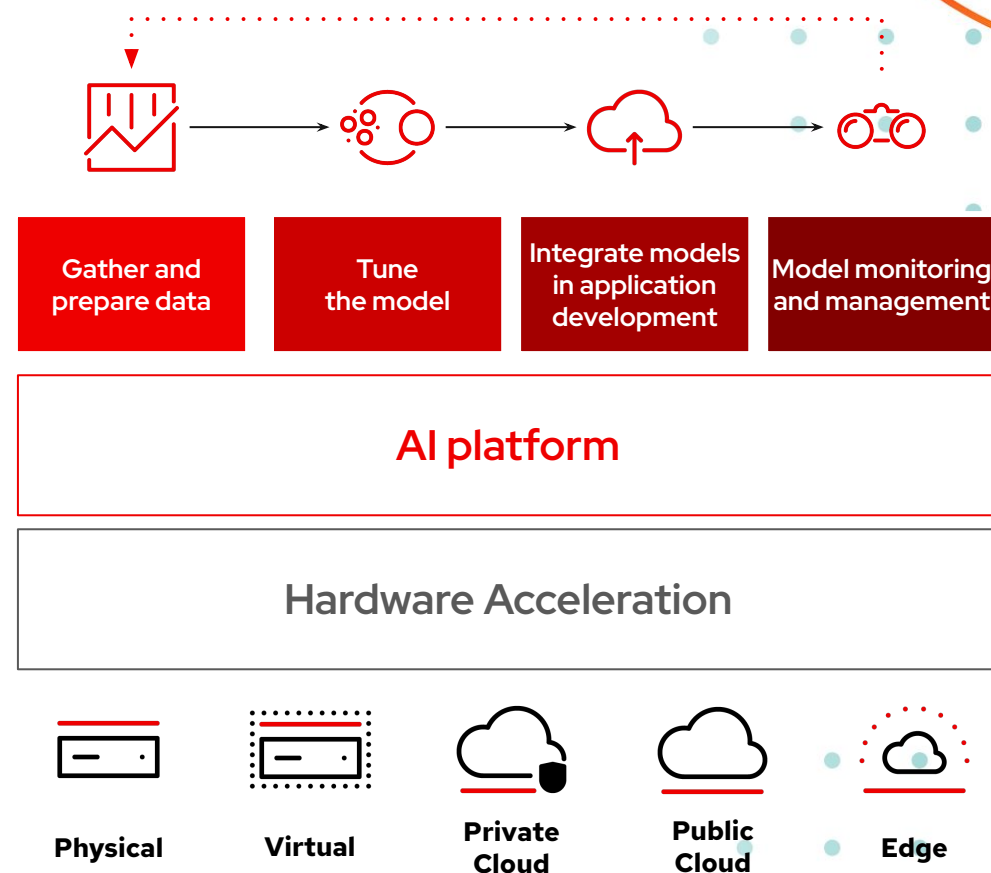 Gather and
prepare data
Tune
the model
Integrate models
in application
development
Model monitoring
and management
AI platform
Hardware Acceleration
Physical
Virtual
Private
Cloud
Public
Cloud
Edge